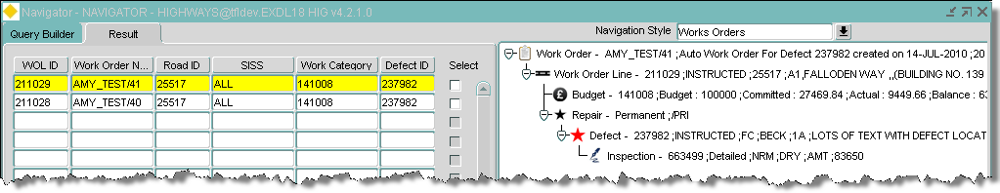 Navigator - NAVIGATOR - HIGHWAYS@tfldev.EXDL18 HIG v4.2.1.0
Query Builder Result Navigation Style Works Orders
WOL ID Work Order N... Road ID SISS Work Category Defect ID Select
211029 AMY_TEST/41 25517 ALL 141008 237982
211028 AMY_TEST/40 25517 ALL 141008 237982
Work Order - AMY_TEST/41 ;Auto Work Order For Defect 237982 created on 14-JUL-2010 ;20
Work Order Line - 211029 ;INSTRUCTED ;25517 ;A1,FALLODEN WAY ,,(BUILDING NO. 139
£ Budget - 141008 ;Budget : 100000 ;Committed : 27469.84 ;Actual : 9449.66 ;Balance : 63
Repair - Permanent ;/PRI
Defect - 237982 ;INSTRUCTED ;FC ;BECK ;1A ;LOTS OF TEXT WITH DEFECT LOCAT
Inspection - 663499 ;Detailed ;NRM ;DRY ;AMT ;83650